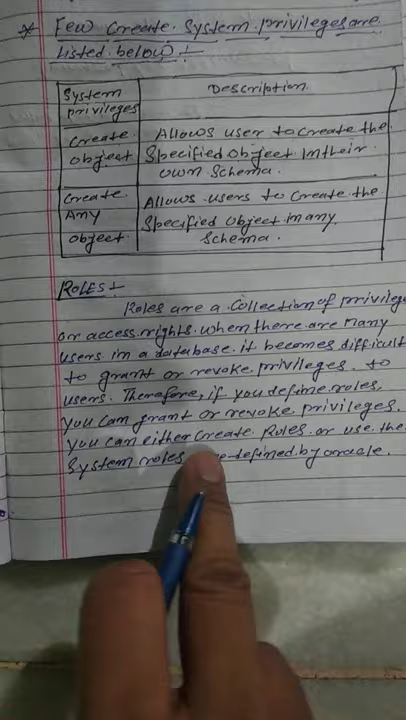 * Few Create System privileges are
listed below :-
System privileges | Description
Create object | Allows user to create the Specified object in their own schema.
Create Any object | Allows users to create the Specified object in any schema.
ROLES :-
Roles are a collection of privileg
or access rights. when there are many
users in a database. it becomes difficult
to grant or revoke privileges. to
users. Therefore, if you define roles,
you can grant or revoke privileges.
you can either create Roles. or use the
System roles -defined by oracle.